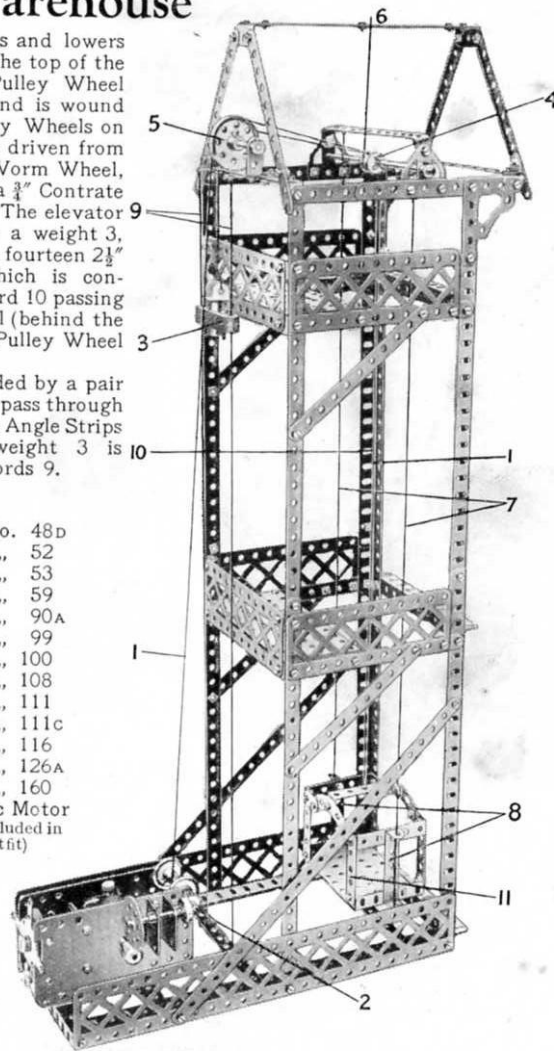 arehouse
s and lowers
he top of the
Pulley Wheel
and is wound
y Wheels on
driven from
Worm Wheel,
a ¾" Contrate
The elevator
a weight 3,
fourteen 2½"
which is con-
rd 10 passing
l (behind the
Pulley Wheel
ded by a pair
pass through
Angle Strips
weight 3 is
ords 9.
o. 48D
„ 52
„ 53
„ 59
„ 90A
„ 99
„ 100
„ 108
„ 111
„ 111C
„ 116
„ 126A
„ 160
c Motor
luded in
tfit)
6
4
5
9
3
10
1
7
1
8
11
2